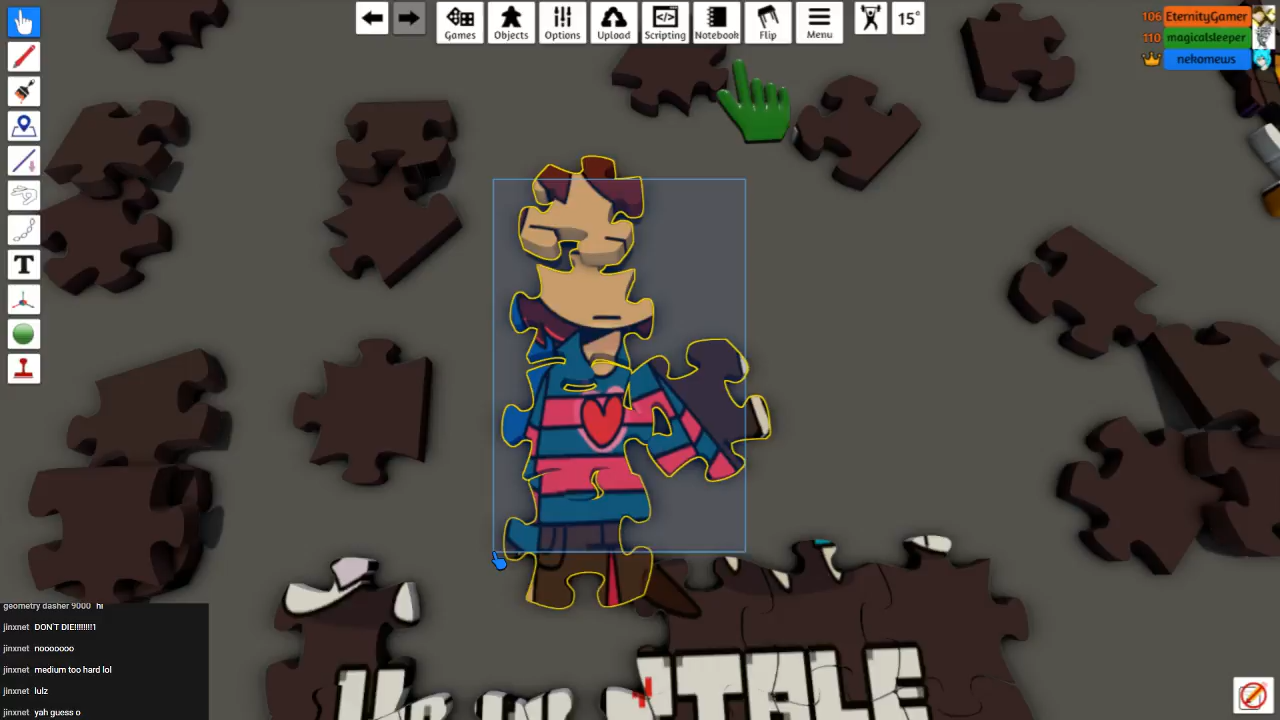 Games
Objects
Options
Upload
Scripting
Notebook
Flip
Menu
15°
106 EternityGamer
110 magicalsleeper
nekomews
T
geometry dasher 9000 hi
jinxnet DON'T DIE!!!!!!!!1
jinxnet nooooooo
jinxnet medium too hard lol
jinxnet lulz
jinxnet yah guess o
TALE